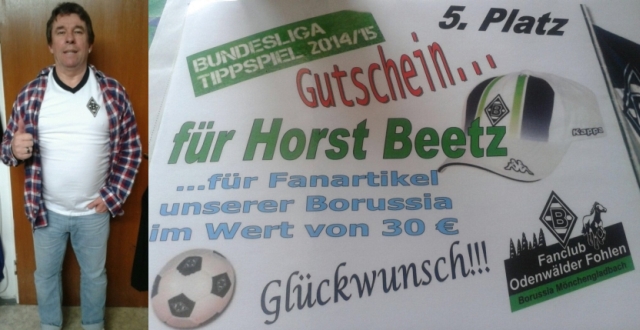 5. Platz
BUNDESLIGA
TIPPSPIEL 2014/15
Gutschein...
für Horst Beetz
Kappa
...für Fanartikel
unserer Borussia
im Wert von 30 €
B
Fanclub
Odenwälder Fohlen
Borussia Mönchengladbach
Glückwunsch!!!